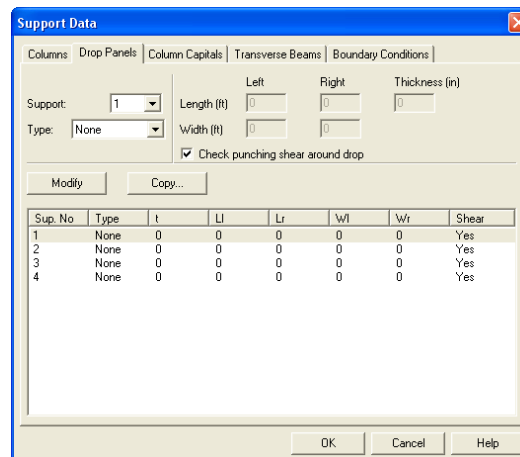 Support Data
Columns Drop Panels Column Capitals Transverse Beams Boundary Conditions
Left Right Thickness (in)
Support: 1 Length (ft) 0 0 0
Type: None Width (ft) 0 0
Check punching shear around drop
Modify Copy...
Sup. No Type t Ll Lr Wl Wr Shear
1 None 0 0 0 0 0 Yes
2 None 0 0 0 0 0 Yes
3 None 0 0 0 0 0 Yes
4 None 0 0 0 0 0 Yes
OK Cancel Help